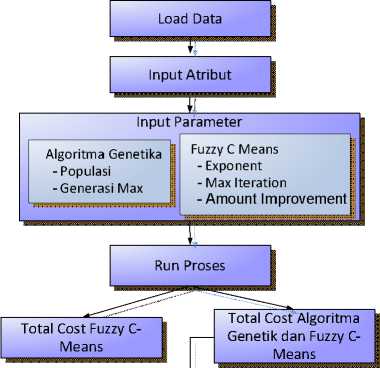 Load Data
Input Atribut
Input Parameter
Algoritma Genetika
- Populasi
- Generasi Max
Fuzzy C Means
- Exponent
- Max Iteration
- Amount Improvement
Run Proses
Total Cost Fuzzy C-
Means
Total Cost Algoritma
Genetik dan Fuzzy C-
Means